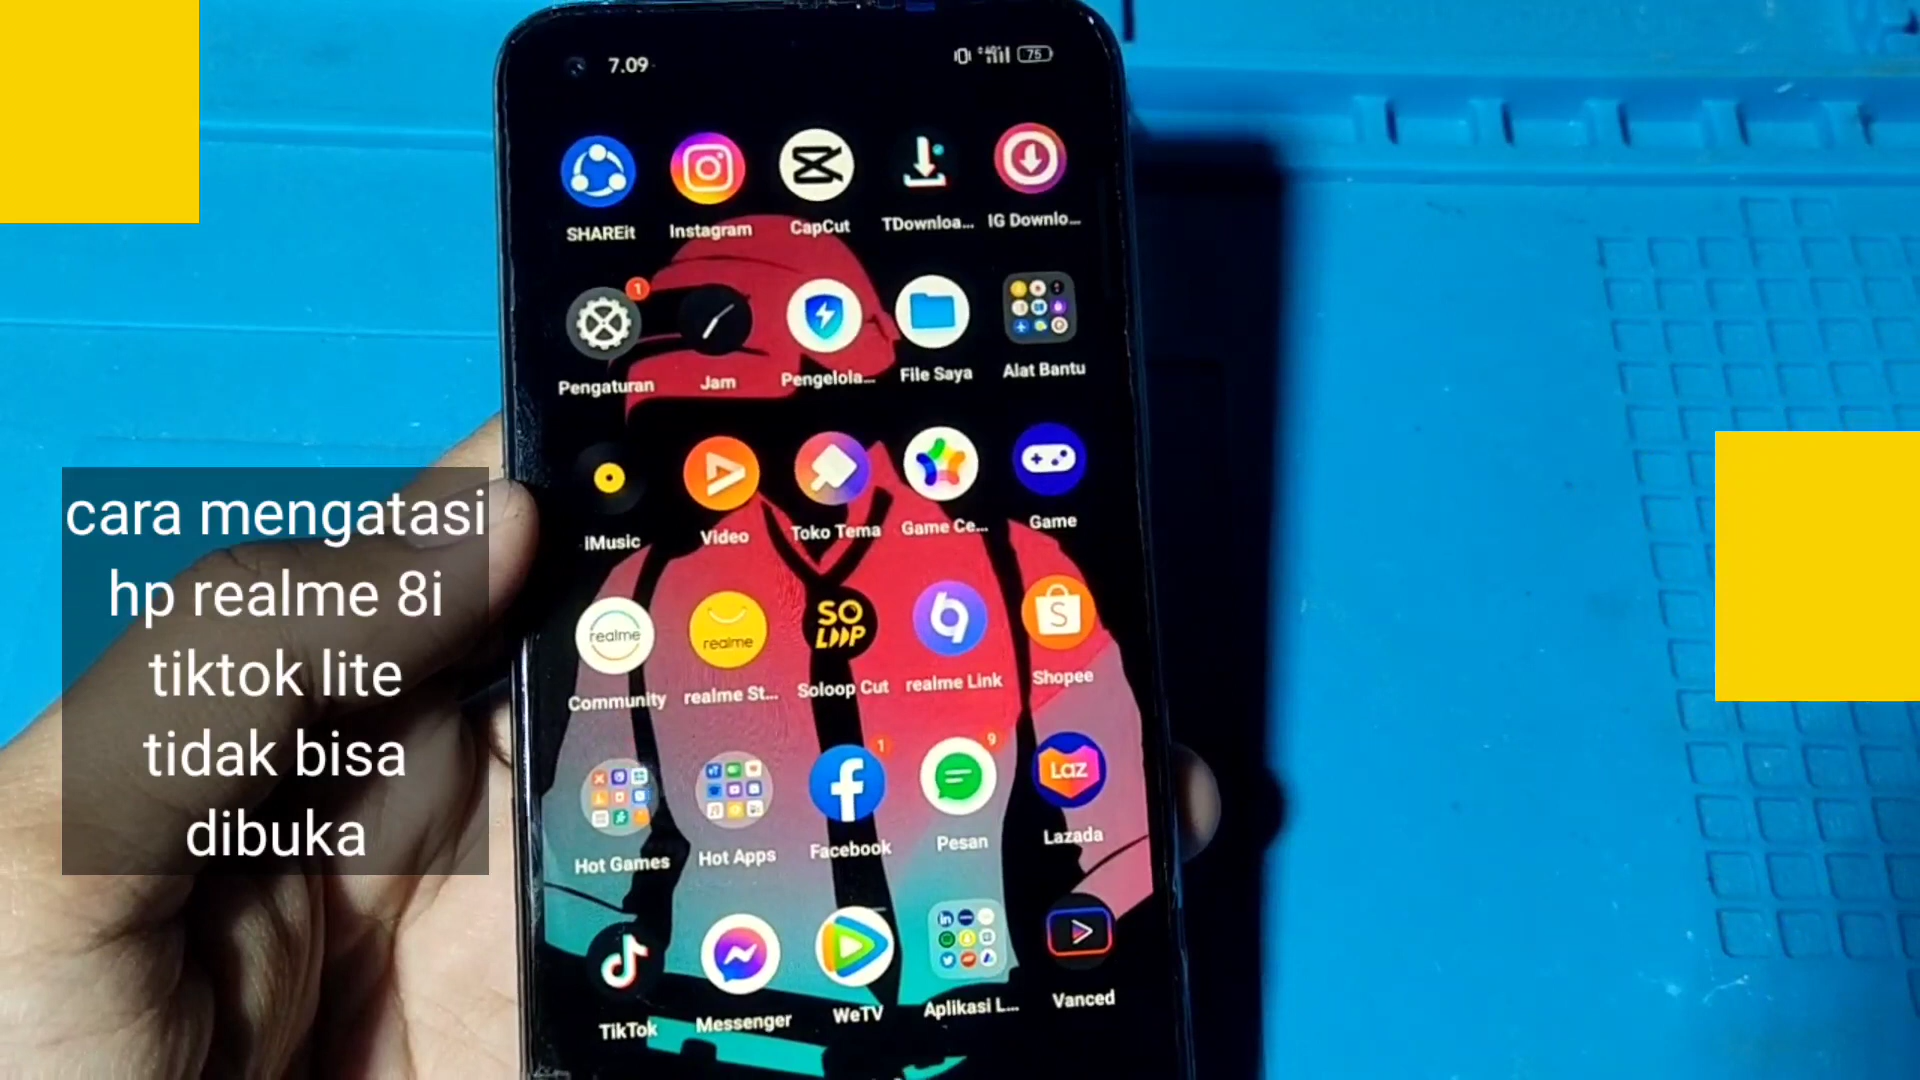 7.09
75
SHAREit
Instagram
CapCut
TDownloa...
IG Downlo...
1
Pengaturan
Jam
Pengelola...
File Saya
Alat Bantu
iMusic
Video
Toko Tema
Game Ce...
Game
cara mengatasi
hp realme 8i
tiktok lite
tidak bisa
dibuka
realme
realme
SO
LOOP
S
Community
realme St...
Soloop Cut
realme Link
Shopee
1
9
Laz
Hot Games
Hot Apps
Facebook
Pesan
Lazada
TikTok
Messenger
WeTV
Aplikasi L...
Vanced